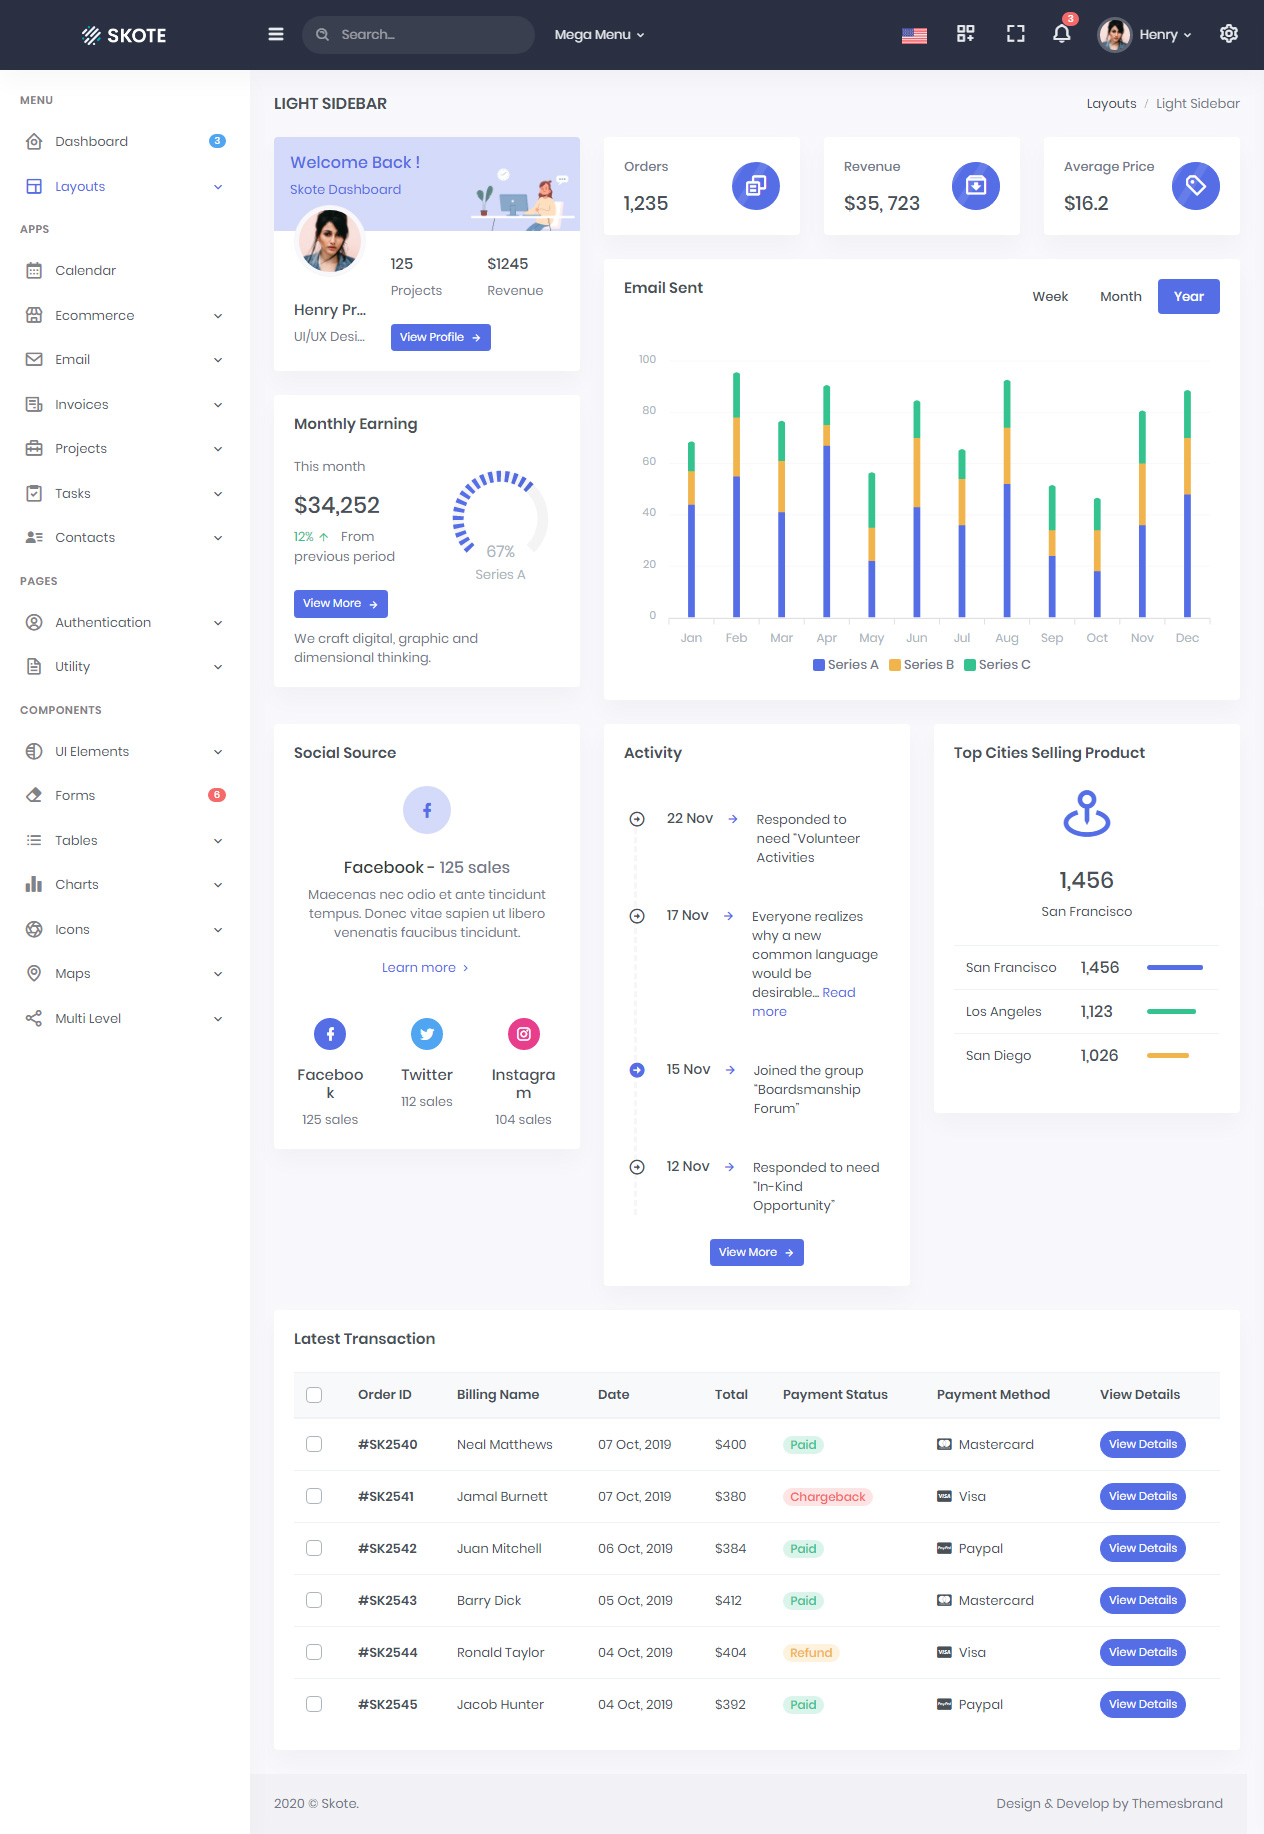 SKOTE
Search...
Mega Menu
3
Henry
MENU
Dashboard
3
Layouts
APPS
Calendar
Ecommerce
Email
Invoices
Projects
Tasks
Contacts
PAGES
Authentication
Utility
COMPONENTS
UI Elements
Forms
6
Tables
Charts
Icons
Maps
Multi Level
LIGHT SIDEBAR
Layouts / Light Sidebar
Welcome Back !
Skote Dashboard
125
Projects
$1245
Revenue
Henry Pr...
UI/UX Desi...
View Profile
Orders
1,235
Revenue
$35, 723
Average Price
$16.2
Monthly Earning
This month
$34,252
12% From
previous period
67%
Series A
View More
We craft digital, graphic and
dimensional thinking.
Email Sent
Week Month Year
100
80
60
40
20
0
Jan Feb Mar Apr May Jun Jul Aug Sep Oct Nov Dec
Series A Series B Series C
Social Source
Facebook - 125 sales
Maecenas nec odio et ante tincidunt
tempus. Donec vitae sapien ut libero
venenatis faucibus tincidunt.
Learn more
Faceboo
k
125 sales
Twitter
112 sales
Instagra
m
104 sales
Activity
22 Nov
Responded to
need “Volunteer
Activities
17 Nov
Everyone realizes
why a new
common language
would be
desirable... Read
more
15 Nov
Joined the group
“Boardsmanship
Forum”
12 Nov
Responded to need
“In-Kind
Opportunity”
View More
Top Cities Selling Product
1,456
San Francisco
San Francisco 1,456
Los Angeles 1,123
San Diego 1,026
Latest Transaction
Order ID Billing Name Date Total Payment Status Payment Method View Details
#SK2540 Neal Matthews 07 Oct, 2019 $400 Paid Mastercard View Details
#SK2541 Jamal Burnett 07 Oct, 2019 $380 Chargeback VISA Visa View Details
#SK2542 Juan Mitchell 06 Oct, 2019 $384 Paid PayPal Paypal View Details
#SK2543 Barry Dick 05 Oct, 2019 $412 Paid Mastercard View Details
#SK2544 Ronald Taylor 04 Oct, 2019 $404 Refund VISA Visa View Details
#SK2545 Jacob Hunter 04 Oct, 2019 $392 Paid PayPal Paypal View Details
2020 © Skote.
Design & Develop by Themesbrand